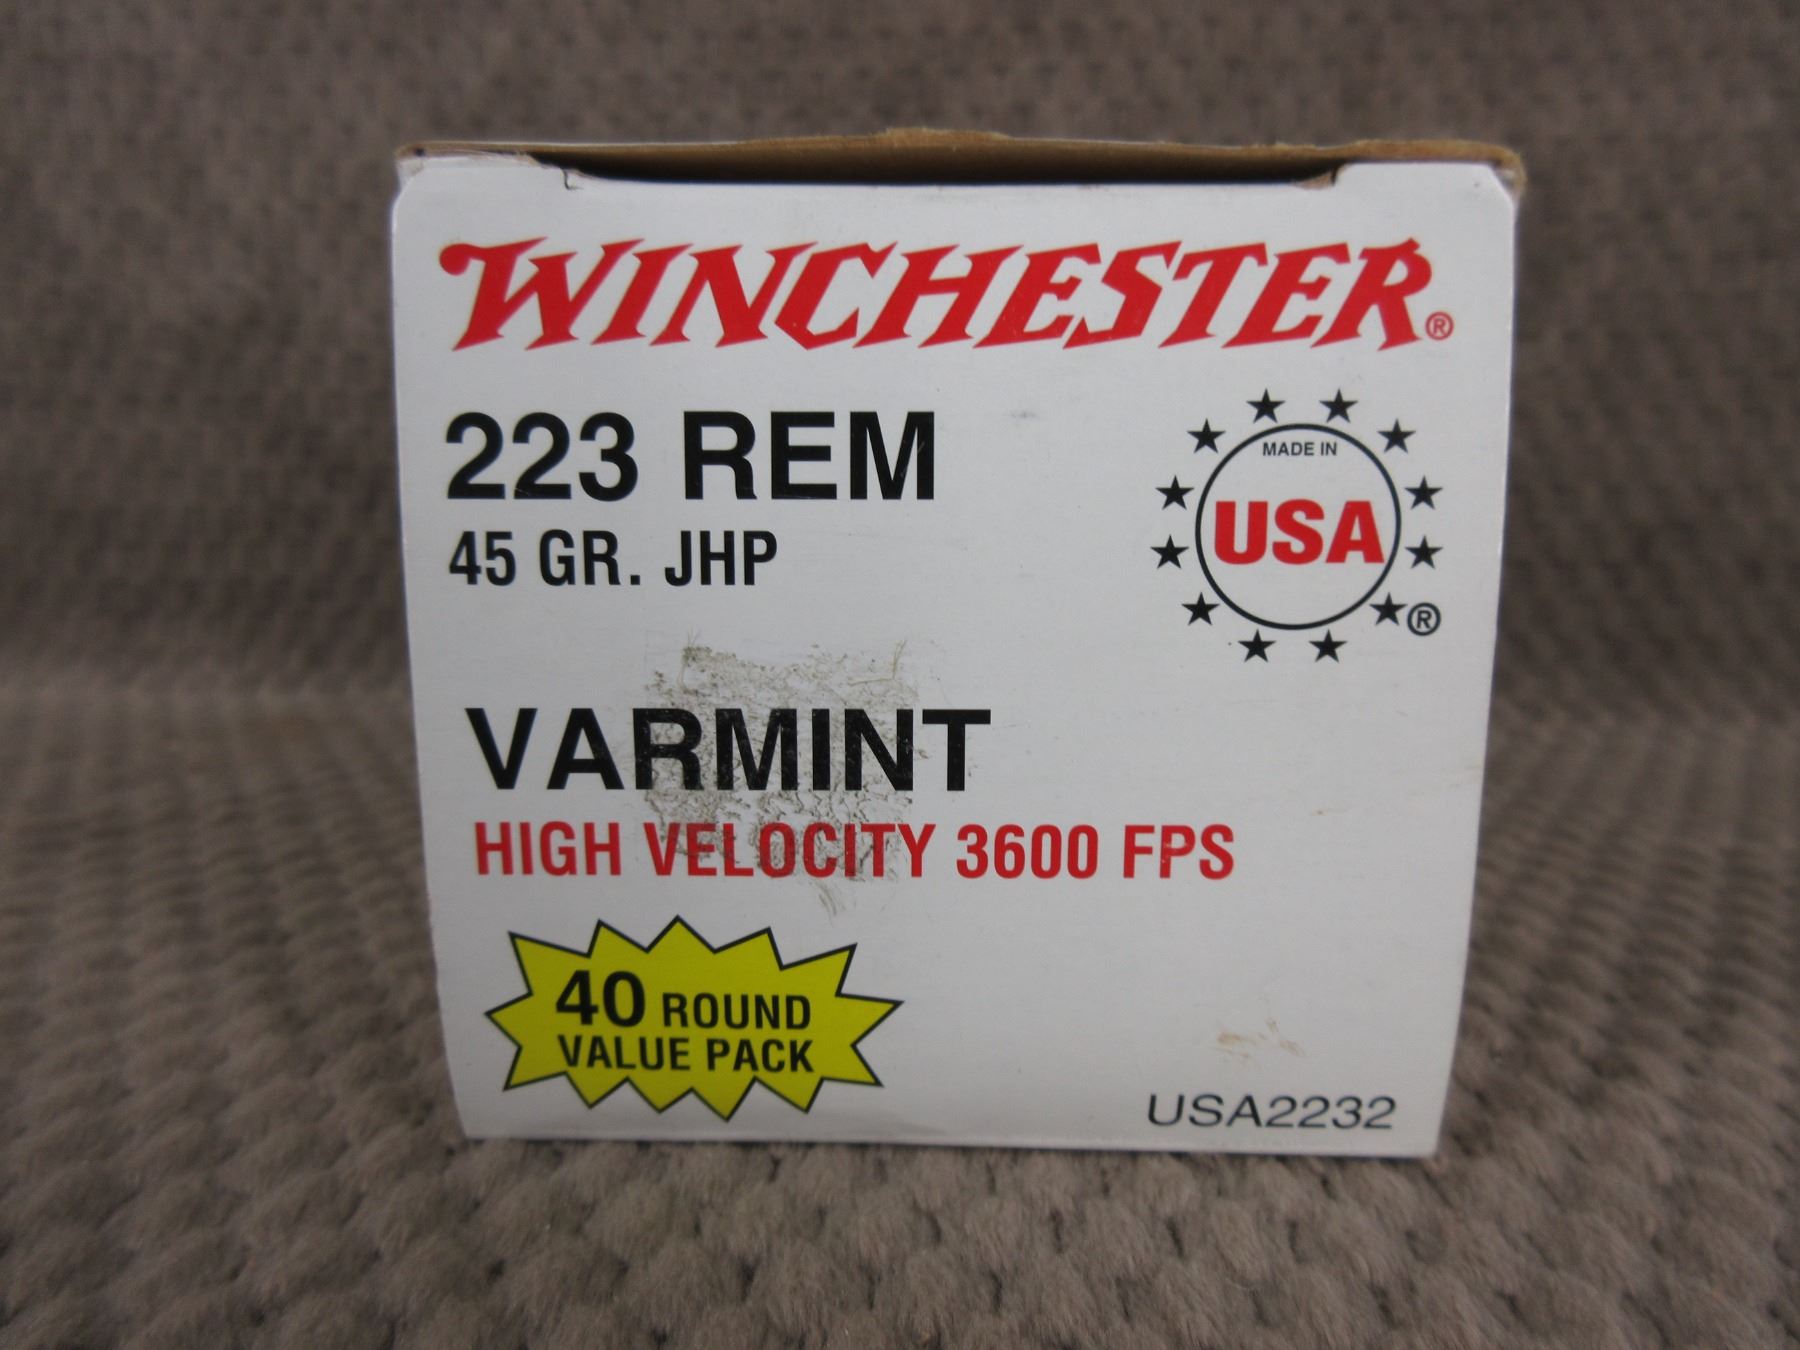 WINCHESTER®
223 REM
45 GR. JHP
MADE IN
USA
®
VARMINT
HIGH VELOCITY 3600 FPS
40 ROUND
VALUE PACK
USA2232